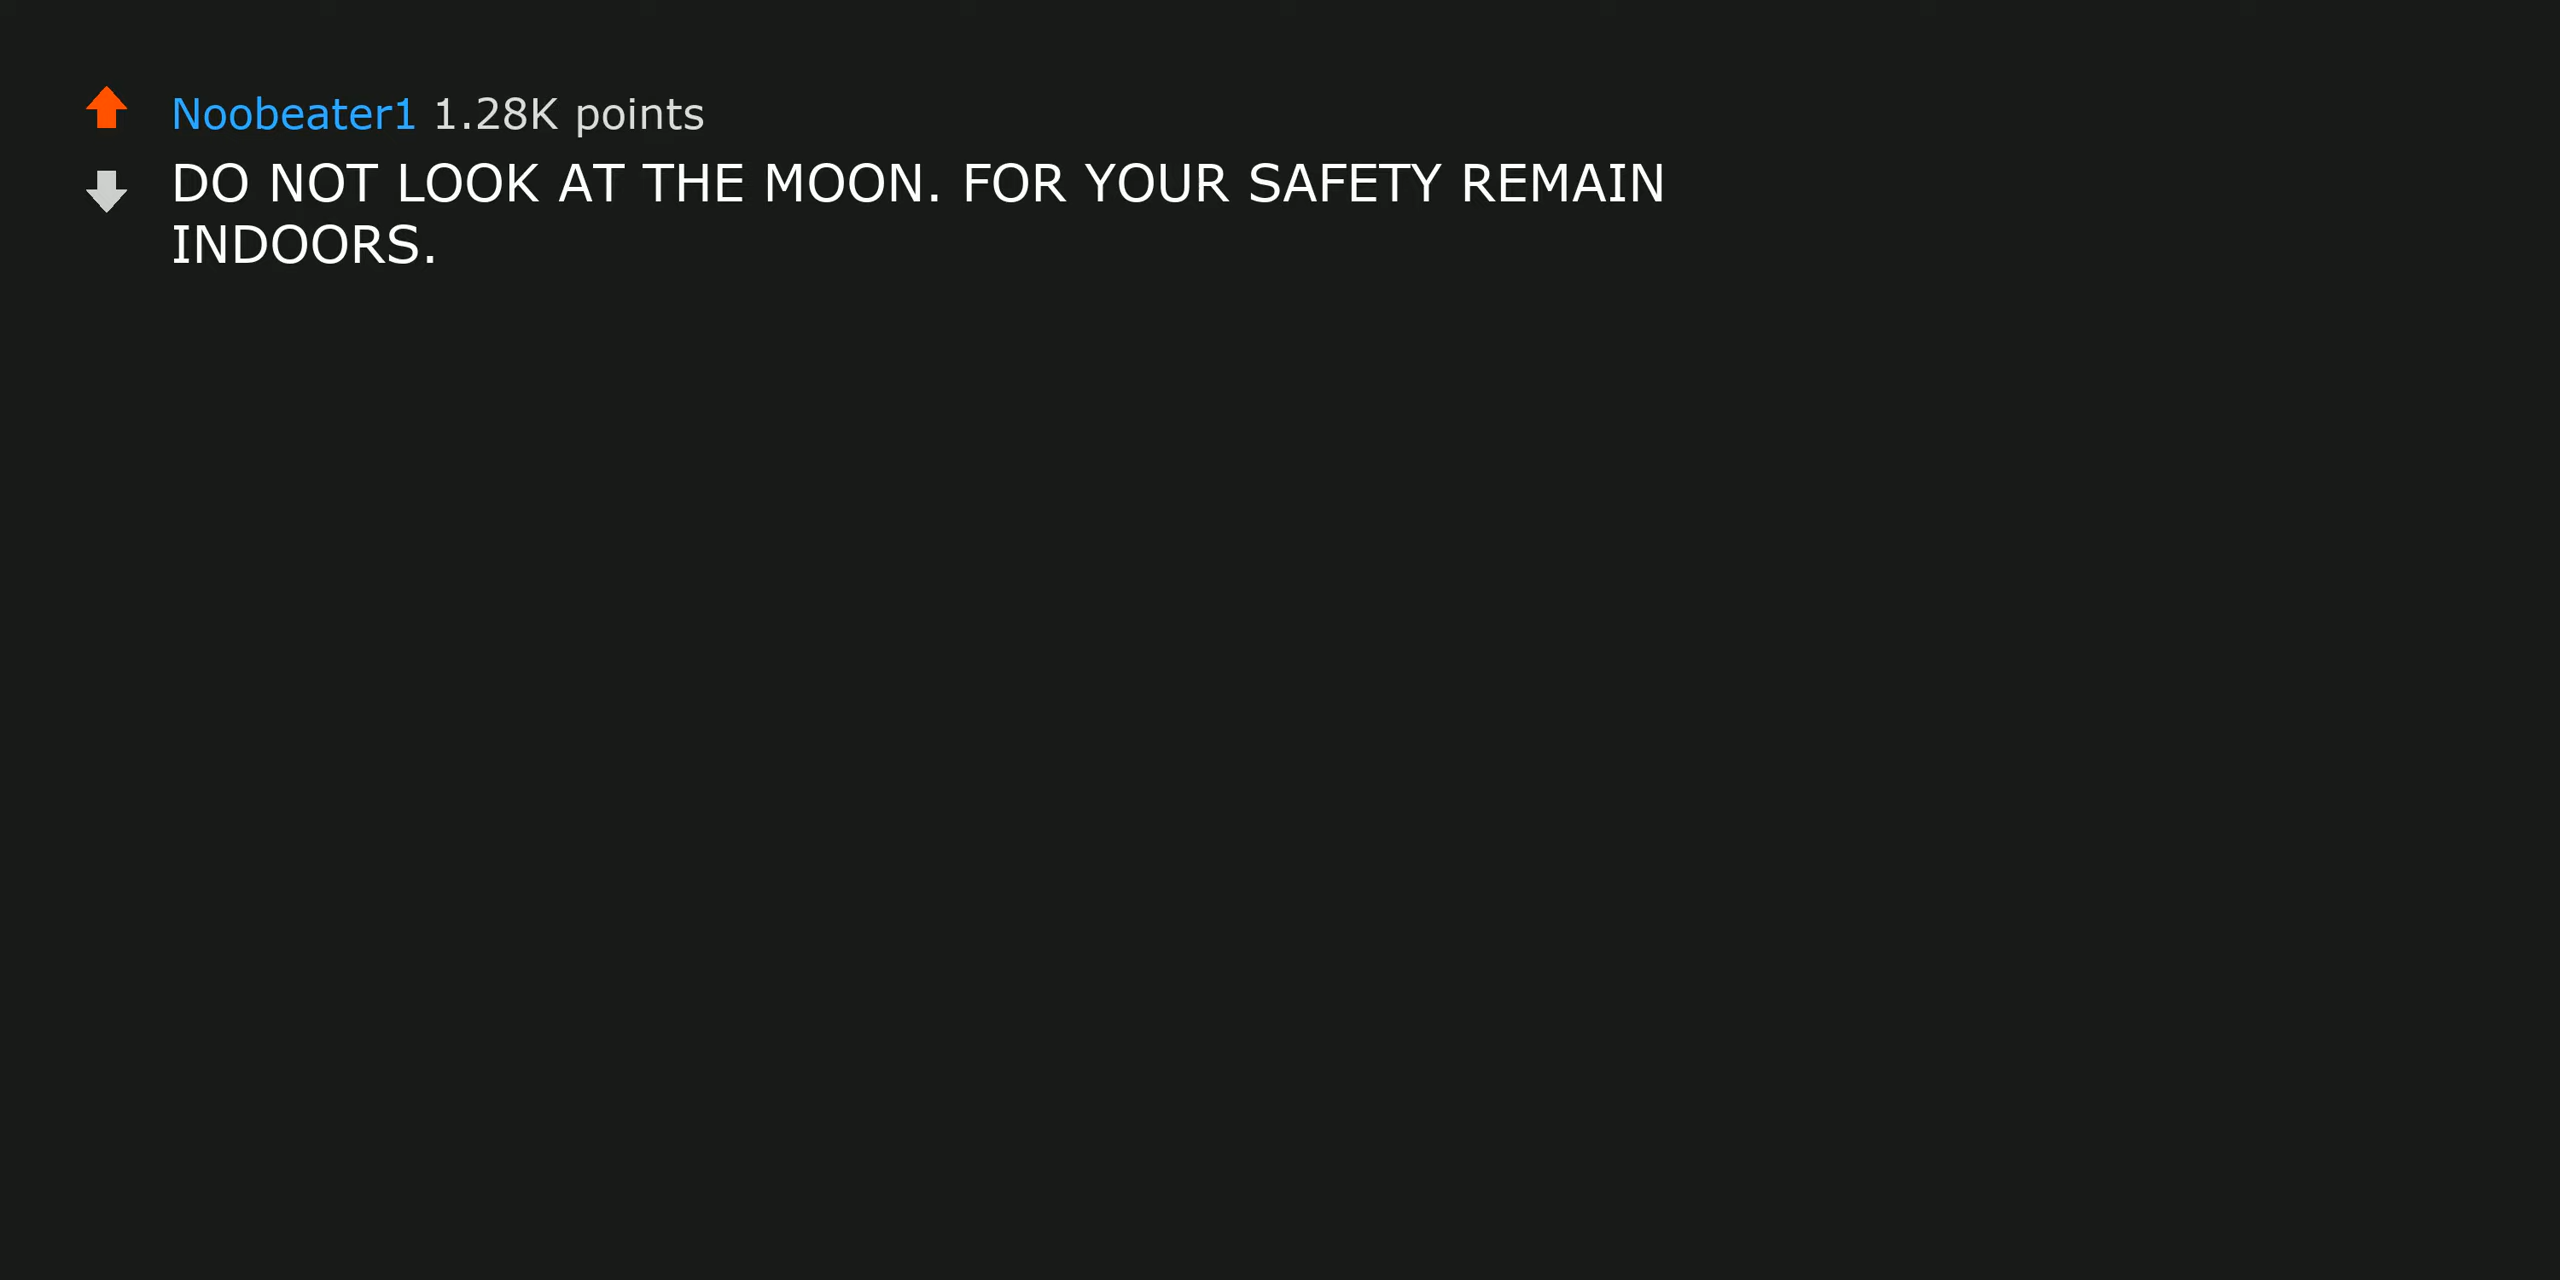 Noobeater1 1.28K points
DO NOT LOOK AT THE MOON. FOR YOUR SAFETY REMAIN
INDOORS.